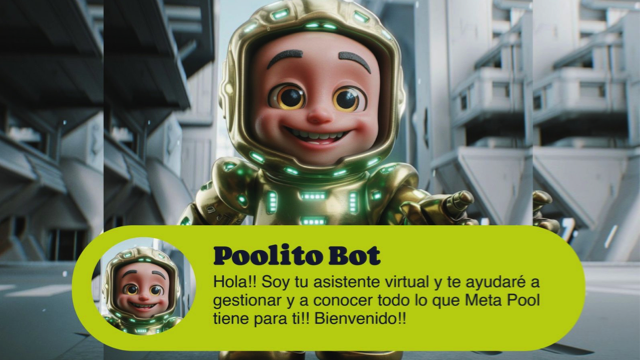 Poolito Bot
Hola!! Soy tu asistente virtual y te ayudaré a
gestionar y a conocer todo lo que Meta Pool
tiene para ti!! Bienvenido!!